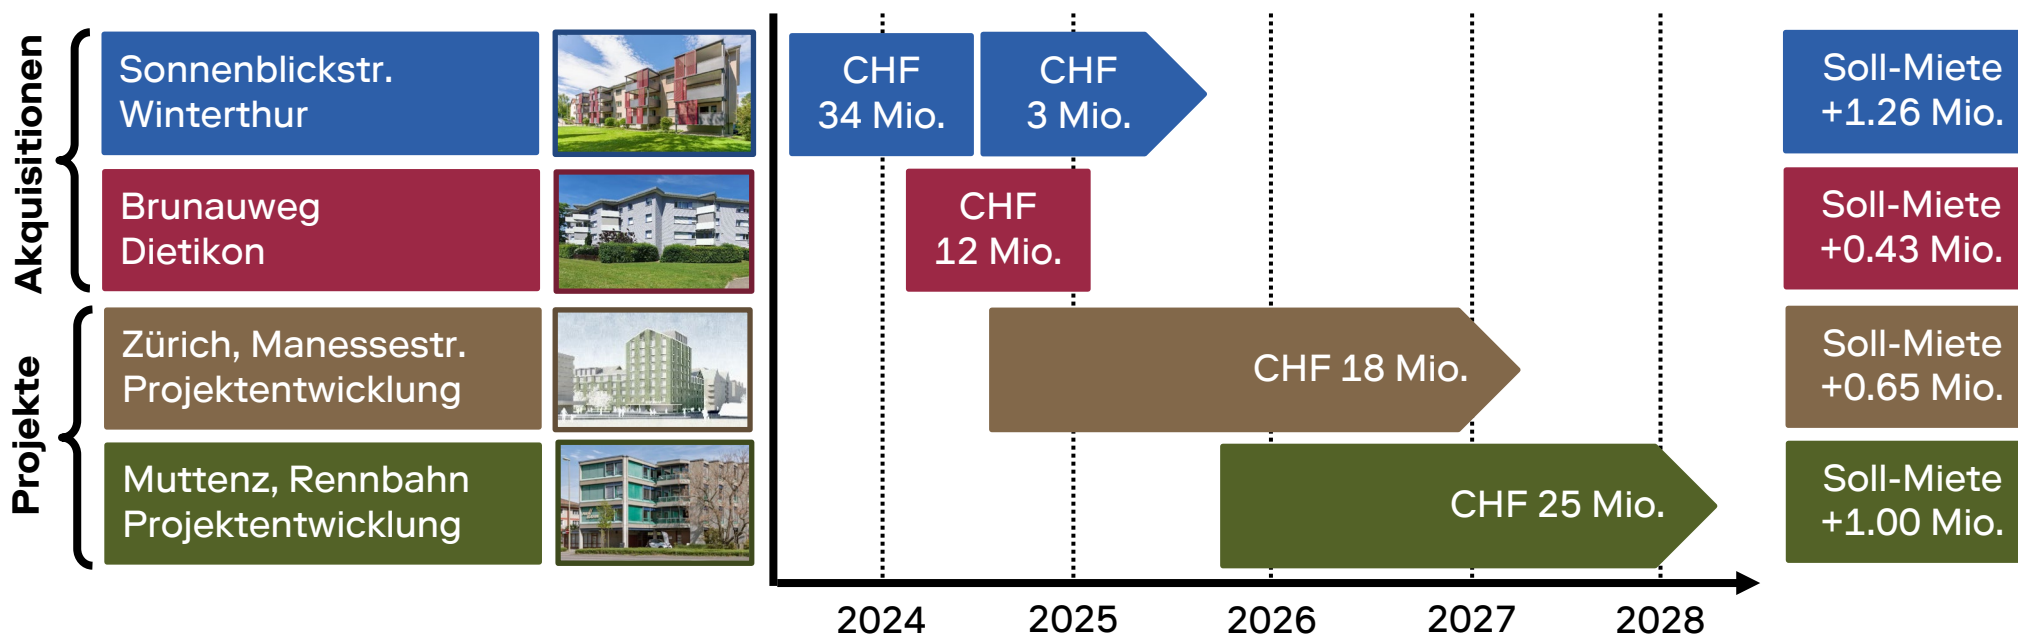 Akquisitionen
Sonnenblickstr.
Winterthur
CHF
34 Mio.
CHF
3 Mio.
Soll-Miete
+1.26 Mio.
Brunauweg
Dietikon
CHF
12 Mio.
Soll-Miete
+0.43 Mio.
Projekte
Zürich, Manessestr.
Projektentwicklung
CHF 18 Mio.
Soll-Miete
+0.65 Mio.
Muttenz, Rennbahn
Projektentwicklung
CHF 25 Mio.
Soll-Miete
+1.00 Mio.
2024 2025 2026 2027 2028